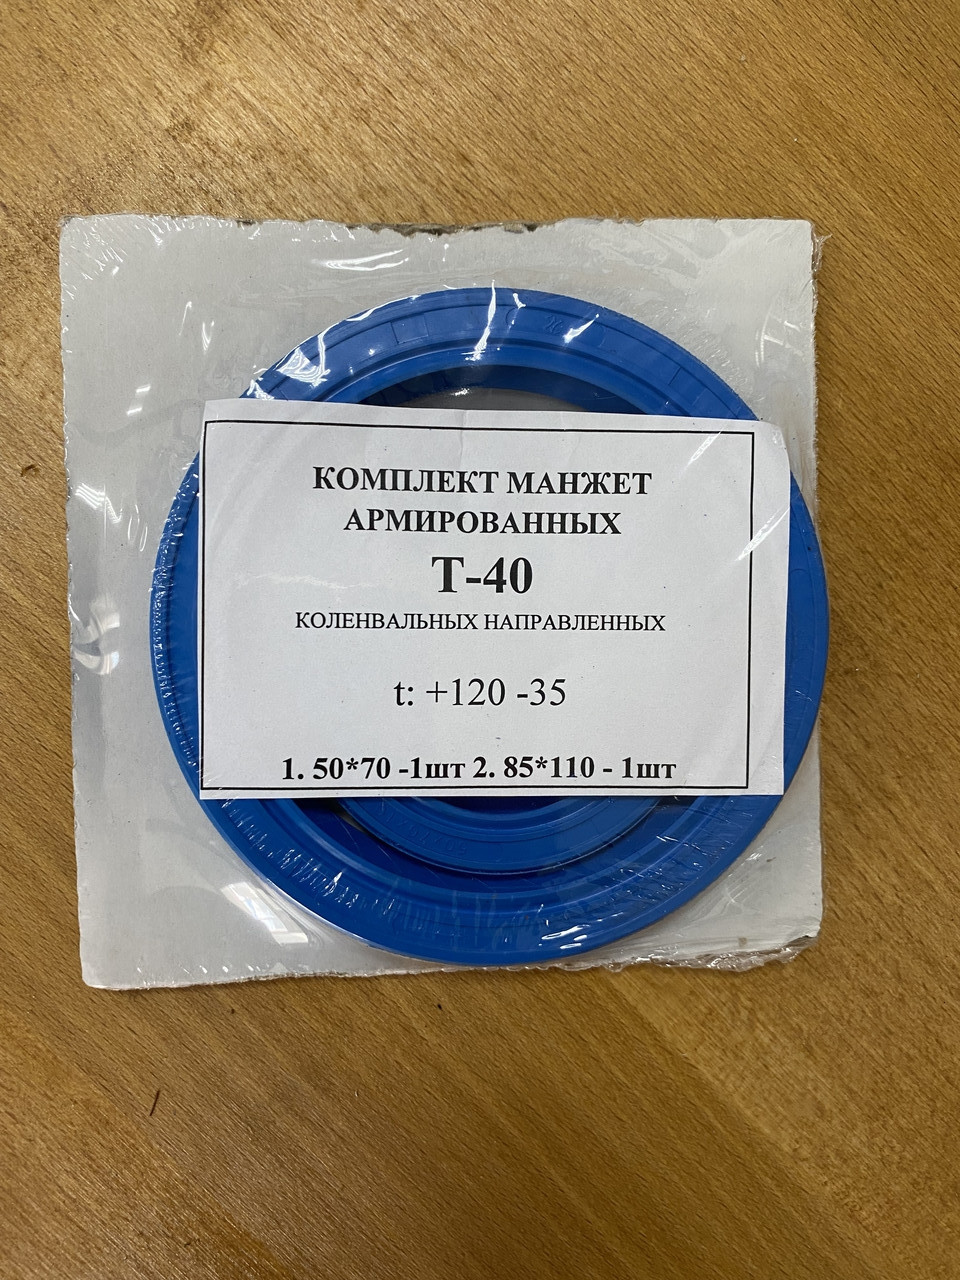 КОМПЛЕКТ МАНЖЕТ
АРМИРОВАННЫХ
Т-40
КОЛЕНВАЛЬНЫХ НАПРАВЛЕННЫХ
t: +120 -35
1. 50*70 -1шт 2. 85*110 - 1шт